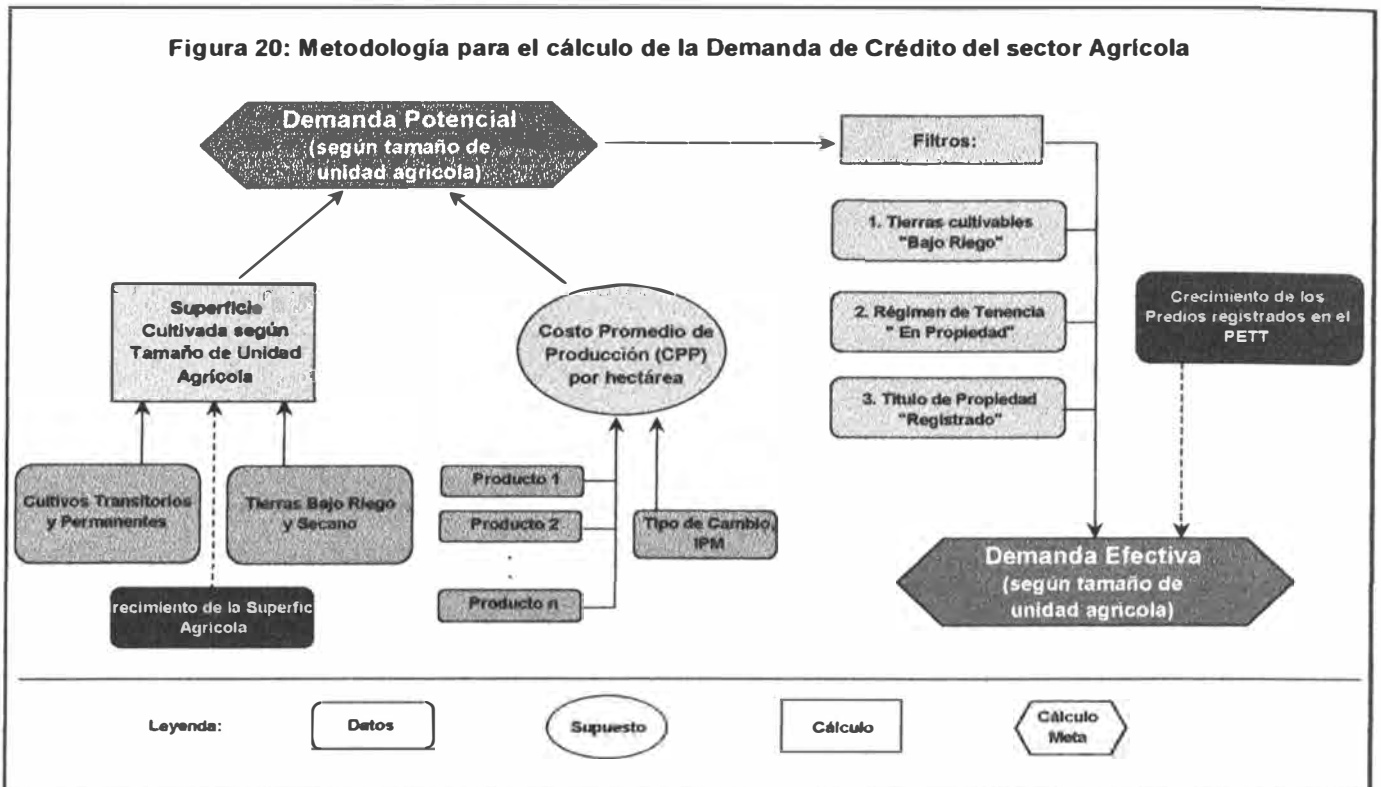 Figura 20: Metodología para el cálculo de la Demanda de Crédito del sector Agrícola
Demanda Potencial
(según tamaño de
unidad agrícola)
Filtros:
1. Tierras cultivables
"Bajo Riego"
2. Régimen de Tenencia
" En Propiedad"
3. Titulo de Propiedad
"Registrado"
Crecimiento de los
Predios registrados en el
PETT
Superficie
Cultivada según
Tamaño de Unidad
Agrícola
Costo Promedio de
Producción (CPP)
por hectárea
Cultivos Transitorios
y Permanentes
Tierras Bajo Riego
y Secano
recimiento de la Superfic
Agrícola
Producto 1
Producto 2
.
.
Producto n
Tipo de Cambio,
IPM
Demanda Efectiva
(según tamaño de
unidad agrícola)
Leyenda:
Datos
Supuesto
Cálculo
Cálculo
Meta